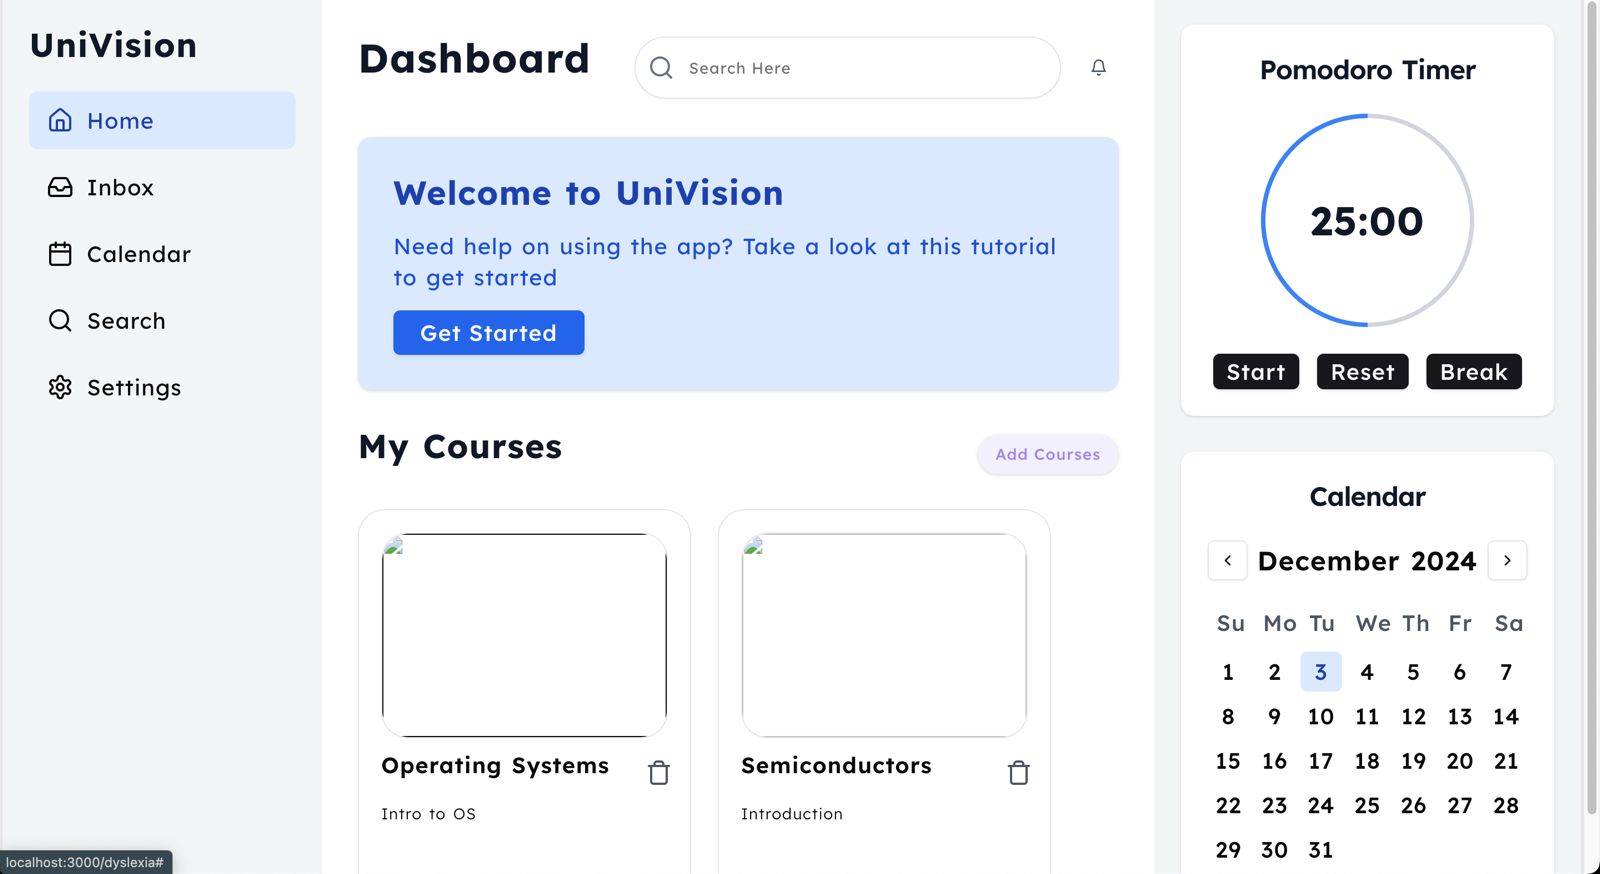 UniVision
Home
Inbox
Calendar
Search
Settings
Dashboard
Search Here
Welcome to UniVision
Need help on using the app? Take a look at this tutorial
to get started
Get Started
My Courses
Add Courses
Operating Systems
Intro to OS
Semiconductors
Introduction
Pomodoro Timer
25:00
Start Reset Break
Calendar
December 2024
Su Mo Tu We Th Fr Sa
1 2 3 4 5 6 7
8 9 10 11 12 13 14
15 16 17 18 19 20 21
22 23 24 25 26 27 28
29 30 31
localhost:3000/dyslexia#